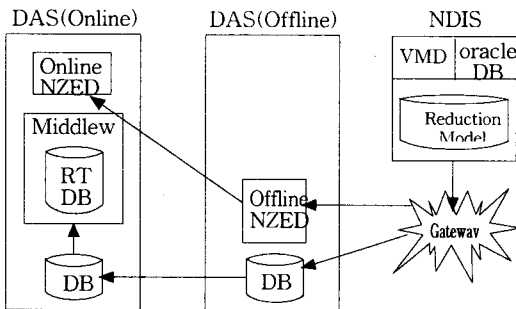 DAS(Online)
DAS(Offline)
NDIS
Online
NZED
Middlew
RT
DB
DB
Offline
NZED
DB
VMD
oracle
DB
Reduction
Model
Gateway